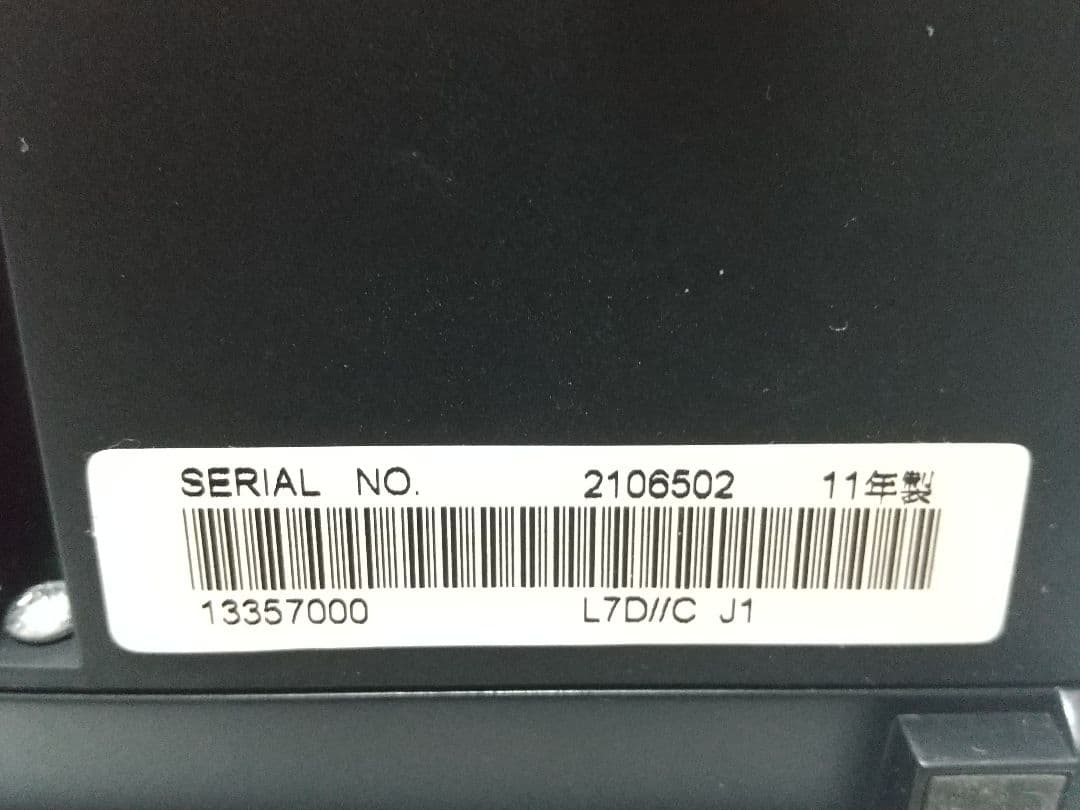 SERIAL NO. 2106502 11年製
13357000 L7D//C J1